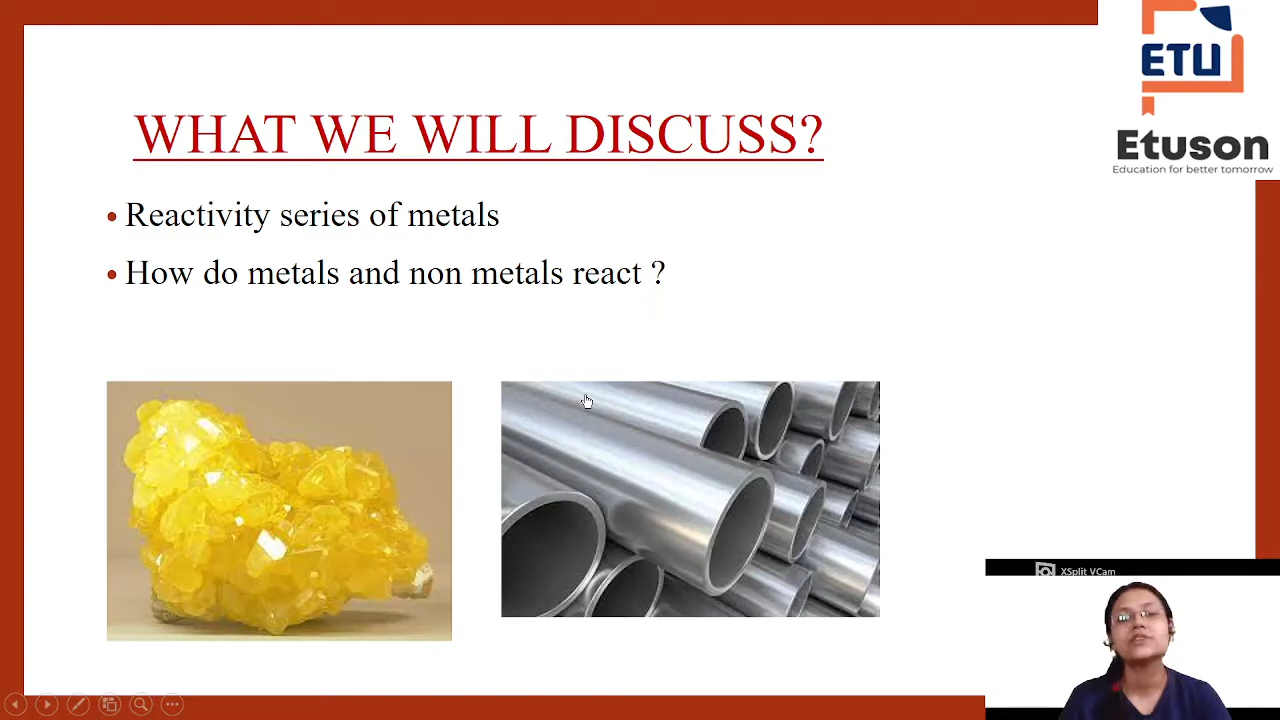 WHAT WE WILL DISCUSS?
• Reactivity series of metals
• How do metals and non metals react ?
ETU
Etuson
Education for better tomorrow
XSplit VCam